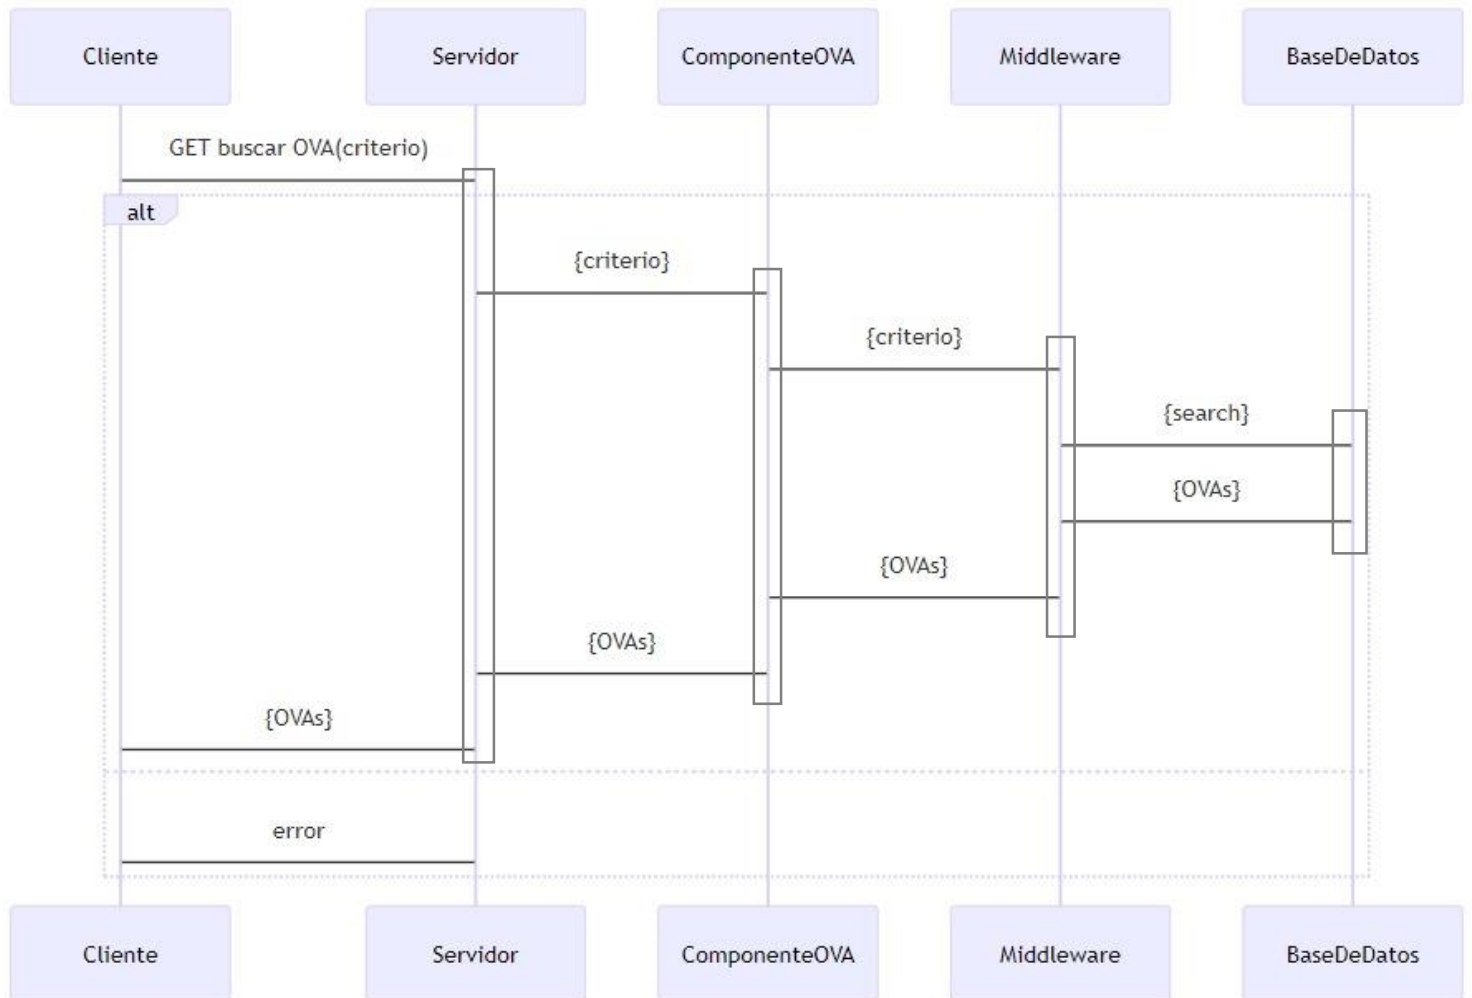 Cliente
Servidor
ComponenteOVA
Middleware
BaseDeDatos
GET buscar OVA(criterio)
alt
{criterio}
{criterio}
{search}
{OVAs}
{OVAs}
{OVAs}
{OVAs}
error
Cliente
Servidor
ComponenteOVA
Middleware
BaseDeDatos